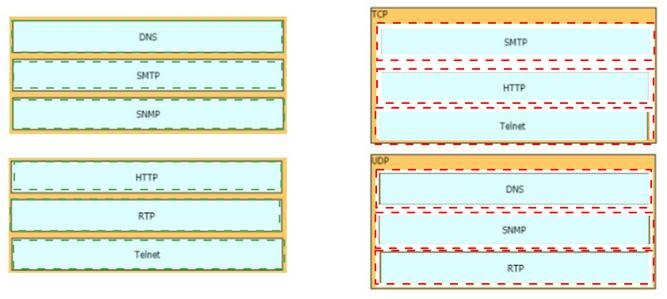 DNS
SMTP
SNMP
HTTP
RTP
Telnet
TCP
SMTP
HTTP
Telnet
UDP
DNS
SNMP
RTP